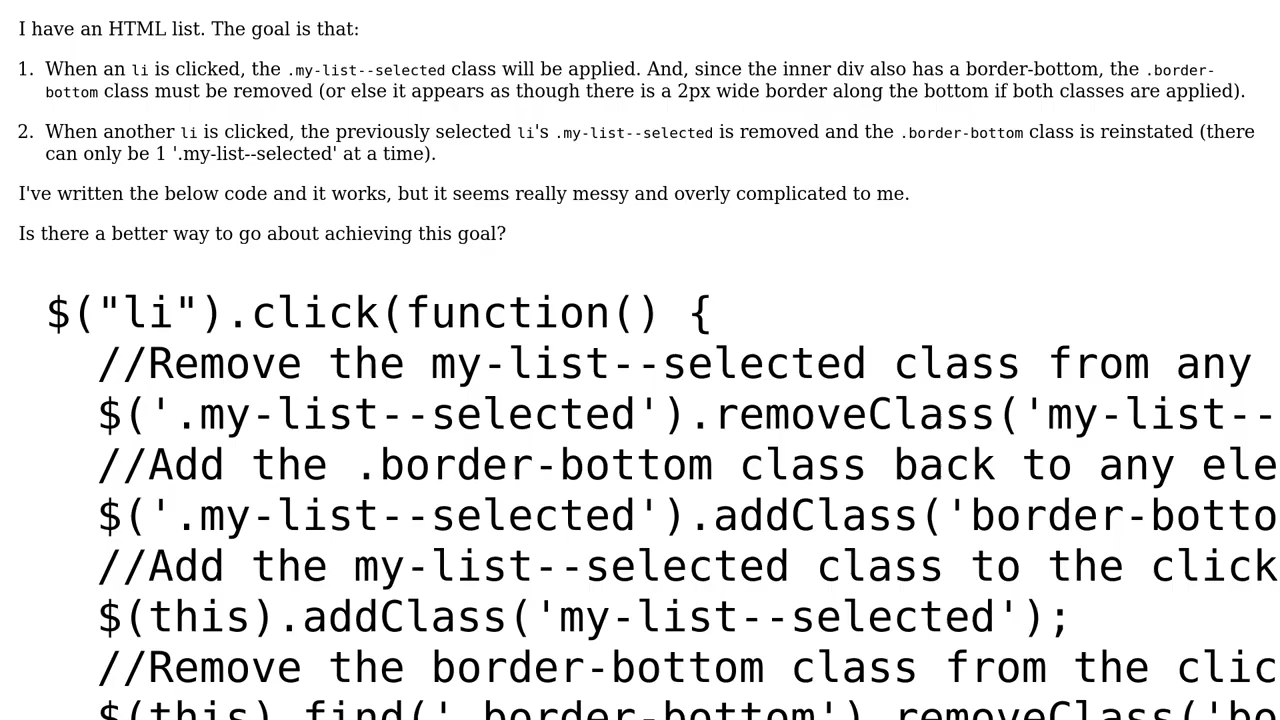 I have an HTML list. The goal is that:
1. When an li is clicked, the .my-list--selected class will be applied. And, since the inner div also has a border-bottom, the .border-
bottom class must be removed (or else it appears as though there is a 2px wide border along the bottom if both classes are applied).
2. When another li is clicked, the previously selected li's .my-list--selected is removed and the .border-bottom class is reinstated (there
can only be 1 '.my-list--selected' at a time).
I've written the below code and it works, but it seems really messy and overly complicated to me.
Is there a better way to go about achieving this goal?
$("li").click(function() {
//Remove the my-list--selected class from any
$('.my-list--selected').removeClass('my-list--
//Add the .border-bottom class back to any ele
$('.my-list--selected').addClass('border-botto
//Add the my-list--selected class to the click
$(this).addClass('my-list--selected');
//Remove the border-bottom class from the clic
$(this).find('.border-bottom').removeClass('bo